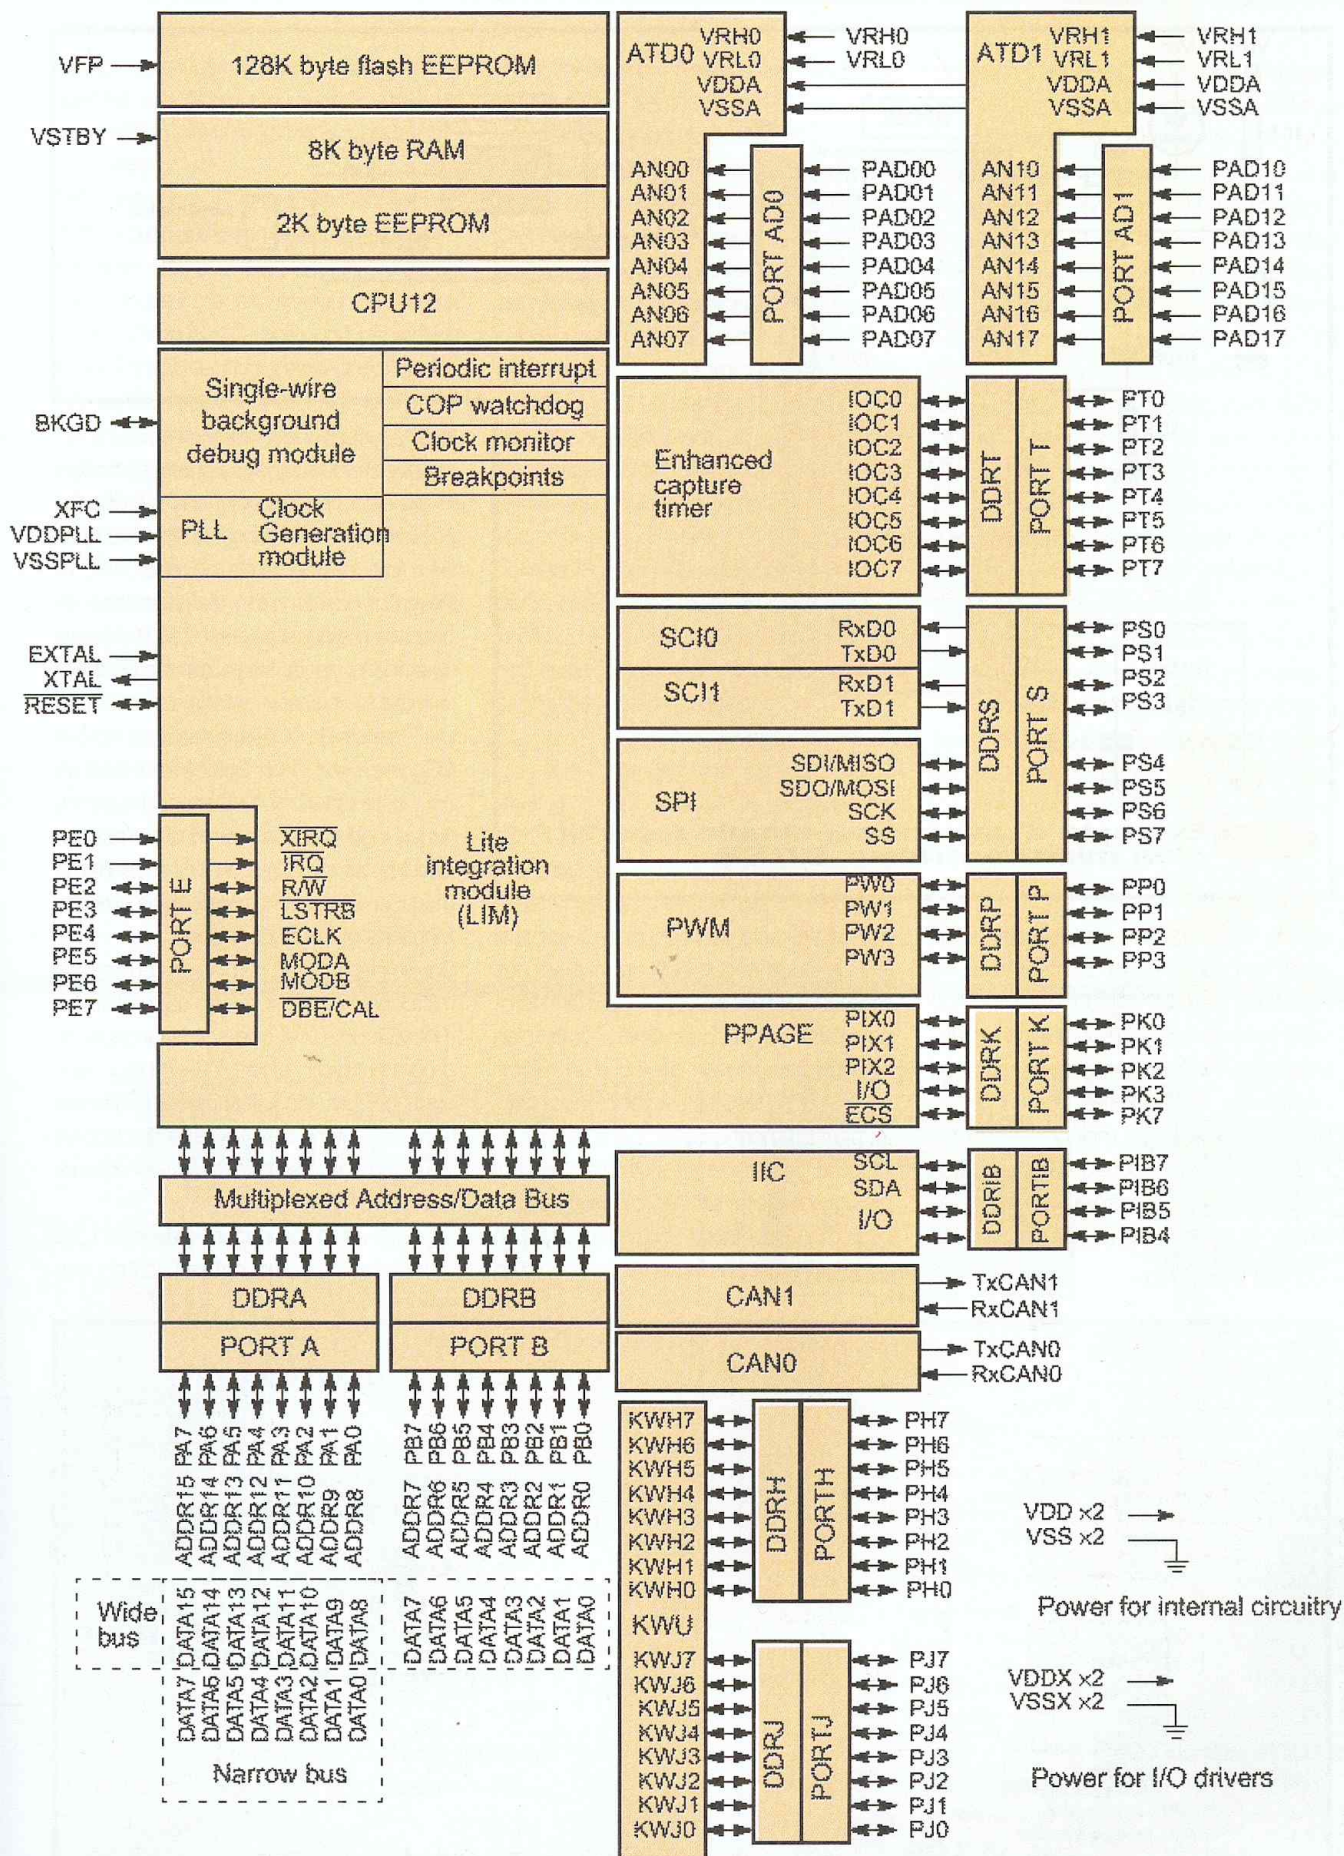 VFP
128K byte flash EEPROM
VSTBY
8K byte RAM
2K byte EEPROM
CPU12
BKGD
Single-wire
background
debug module
Periodic interrupt
COP watchdog
Clock monitor
Breakpoints
XFC
VDDPLL
VSSPLL
PLL
Clock
Generation
module
EXTAL
XTAL
RESET
PE0 XIRQ
PE1 IRQ
PE2 R/W
PE3 LSTRB
PE4 ECLK
PE5 MODA
PE6 MODB
PE7 DBE/CAL
PORT E
Lite
integration
module
(LIM)
ATD0
VRH0 VRH0
VRL0 VRL0
VDDA
VSSA
AN00 PAD00
AN01 PAD01
AN02 PAD02
AN03 PAD03
AN04 PAD04
AN05 PAD05
AN06 PAD06
AN07 PAD07
PORT AD0
ATD1
VRH1 VRH1
VRL1 VRL1
VDDA VDDA
VSSA VSSA
AN10 PAD10
AN11 PAD11
AN12 PAD12
AN13 PAD13
AN14 PAD14
AN15 PAD15
AN16 PAD16
AN17 PAD17
PORT AD1
Enhanced
capture
timer
IOC0 PT0
IOC1 PT1
IOC2 PT2
IOC3 PT3
IOC4 PT4
IOC5 PT5
IOC6 PT6
IOC7 PT7
DDRT
PORT T
SCI0
RxD0 PS0
TxD0 PS1
SCI1
RxD1 PS2
TxD1 PS3
SPI
SDI/MISO PS4
SDO/MOSI PS5
SCK PS6
SS PS7
DDRS
PORT S
PWM
PW0 PP0
PW1 PP1
PW2 PP2
PW3 PP3
DDRP
PORT P
PPAGE
PIX0 PK0
PIX1 PK1
PIX2 PK2
I/O PK3
ECS PK7
DDRK
PORT K
IIC
SCL PIB7
SDA PIB6
I/O PIB5
PIB4
DDRIB
PORTIB
CAN1
TxCAN1
RxCAN1
CAN0
TxCAN0
RxCAN0
Multiplexed Address/Data Bus
DDRA
PORT A
DDRB
PORT B
PA7
PA6
PA5
PA4
PA3
PA2
PA1
PA0
PB7
PB6
PB5
PB4
PB3
PB2
PB1
PB0
ADDR15
ADDR14
ADDR13
ADDR12
ADDR11
ADDR10
ADDR9
ADDR8
ADDR7
ADDR6
ADDR5
ADDR4
ADDR3
ADDR2
ADDR1
ADDR0
Wide
bus
DATA15
DATA14
DATA13
DATA12
DATA11
DATA10
DATA9
DATA8
DATA7
DATA6
DATA5
DATA4
DATA3
DATA2
DATA1
DATA0
DATA7
DATA6
DATA5
DATA4
DATA3
DATA2
DATA1
DATA0
Narrow bus
KWH7 PH7
KWH6 PH6
KWH5 PH5
KWH4 PH4
KWH3 PH3
KWH2 PH2
KWH1 PH1
KWH0 PH0
DDRH
PORTH
KWU
KWJ7 PJ7
KWJ6 PJ6
KWJ5 PJ5
KWJ4 PJ4
KWJ3 PJ3
KWJ2 PJ2
KWJ1 PJ1
KWJ0 PJ0
DDRJ
PORTJ
VDD ×2
VSS ×2
Power for internal circuitry
VDDX ×2
VSSX ×2
Power for I/O drivers